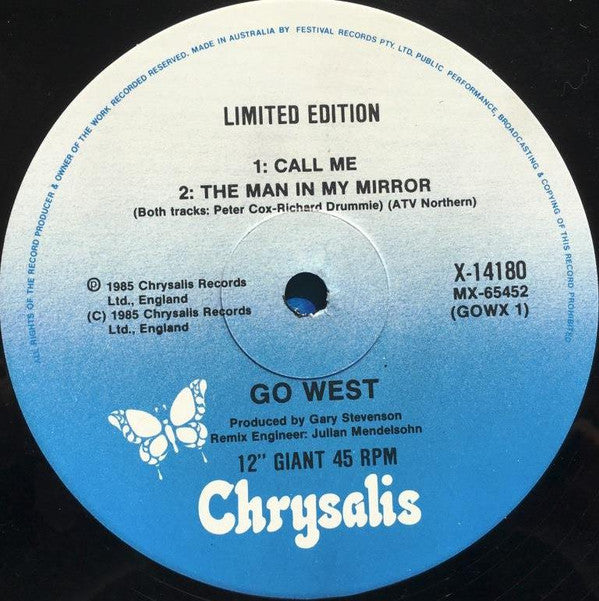 ALL RIGHTS OF THE RECORD PRODUCER & OWNER OF THE WORK RECORDED RESERVED. MADE IN AUSTRALIA BY FESTIVAL RECORDS PTY. LTD. PUBLIC PERFORMANCE, BROADCASTING & COPYING OF THIS RECORD PROHIBITED
LIMITED EDITION
1: CALL ME
2: THE MAN IN MY MIRROR
(Both tracks: Peter Cox-Richard Drummie) (ATV Northern)
℗ 1985 Chrysalis Records
Ltd., England
(C) 1985 Chrysalis Records
Ltd., England
X-14180
MX-65452
(GOWX 1)
GO WEST
Produced by Gary Stevenson
Remix Engineer: Julian Mendelsohn
12" GIANT 45 RPM
Chrysalis